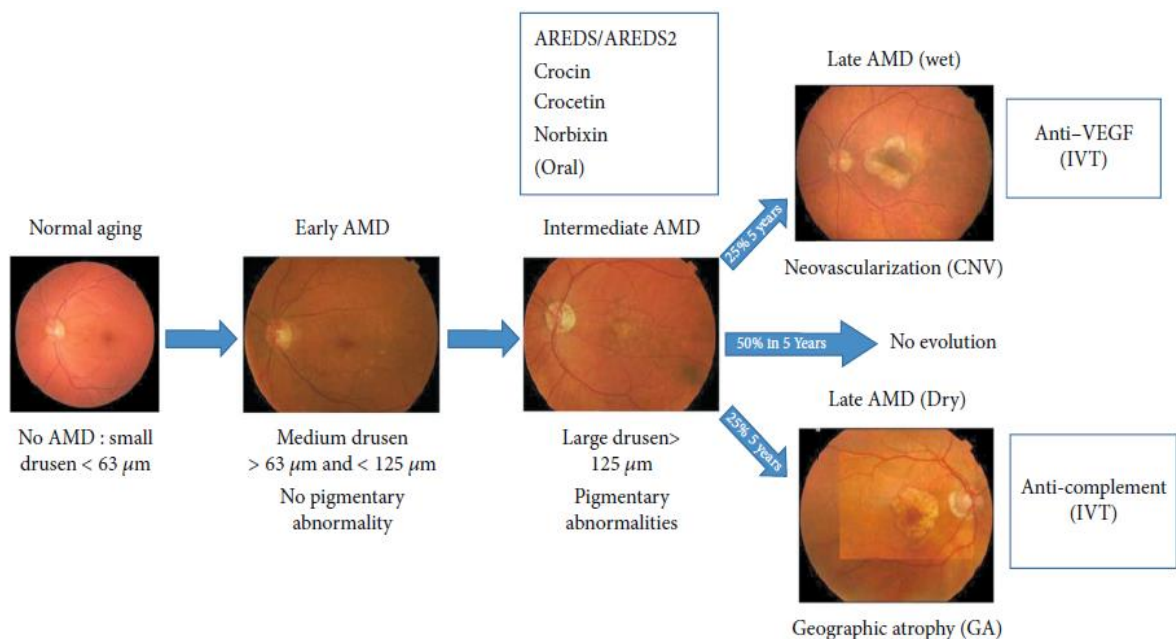 AREDS/AREDS2
Crocin
Crocetin
Norbixin
(Oral)
Late AMD (wet)
Anti–VEGF
(IVT)
Normal aging
Early AMD
Intermediate AMD
25% 5 years
Neovascularization (CNV)
50% in 5 Years
No evolution
No AMD : small
drusen < 63 μm
Medium drusen
> 63 μm and < 125 μm
No pigmentary
abnormality
Large drusen>
125 μm
Pigmentary
abnormalities
25% 5 years
Late AMD (Dry)
Anti-complement
(IVT)
Geographic atrophy (GA)